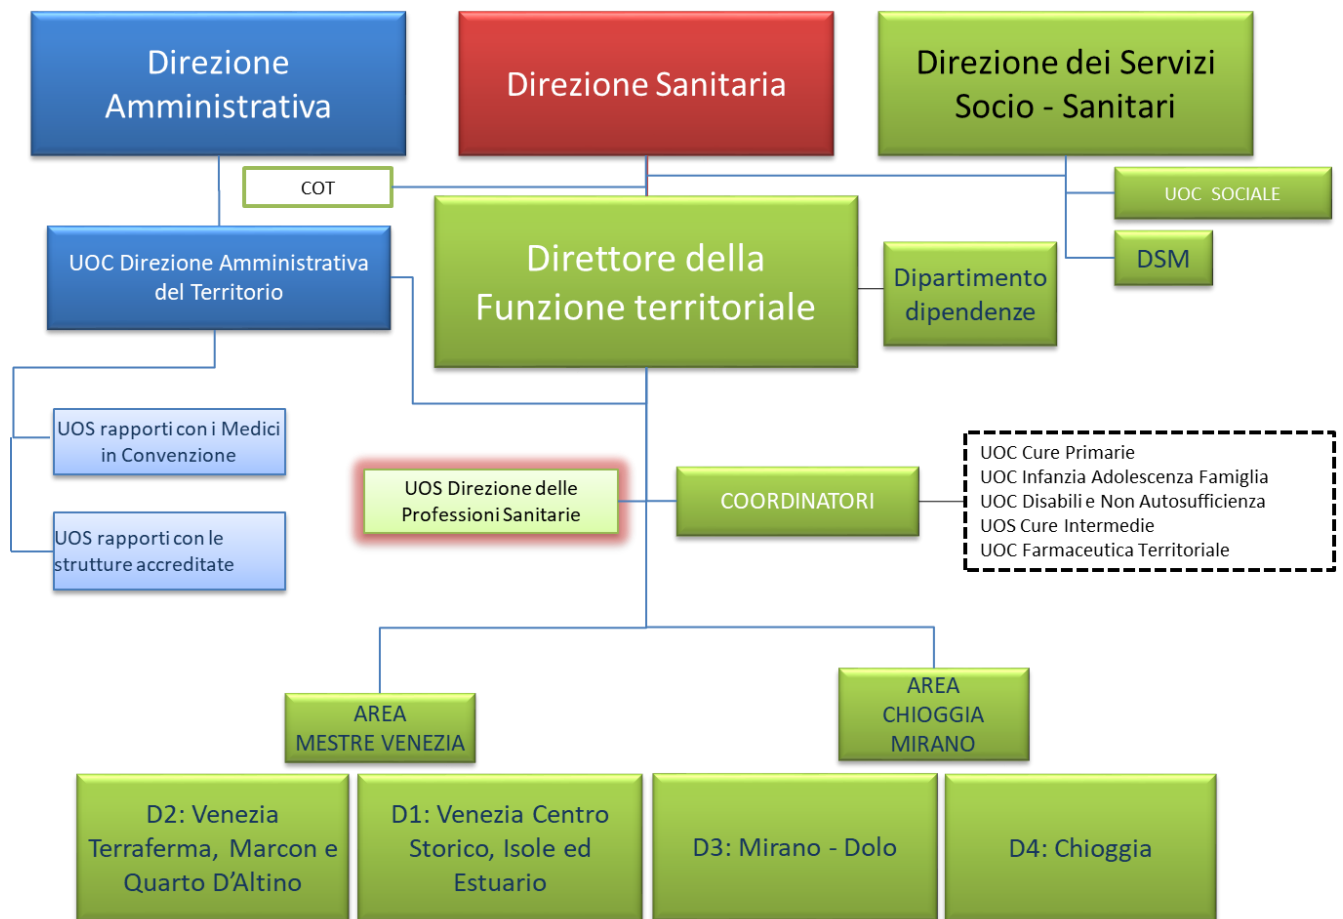 Direzione
Amministrativa
Direzione Sanitaria
Direzione dei Servizi
Socio - Sanitari
COT
UOC SOCIALE
UOC Direzione Amministrativa
del Territorio
Direttore della
Funzione territoriale
DSM
Dipartimento
dipendenze
UOS rapporti con i Medici
in Convenzione
UOS rapporti con le
strutture accreditate
UOS Direzione delle
Professioni Sanitarie
COORDINATORI
UOC Cure Primarie
UOC Infanzia Adolescenza Famiglia
UOC Disabili e Non Autosufficienza
UOS Cure Intermedie
UOC Farmaceutica Territoriale
AREA
MESTRE VENEZIA
AREA
CHIOGGIA
MIRANO
D2: Venezia
Terraferma, Marcon e
Quarto D’Altino
D1: Venezia Centro
Storico, Isole ed
Estuario
D3: Mirano - Dolo
D4: Chioggia